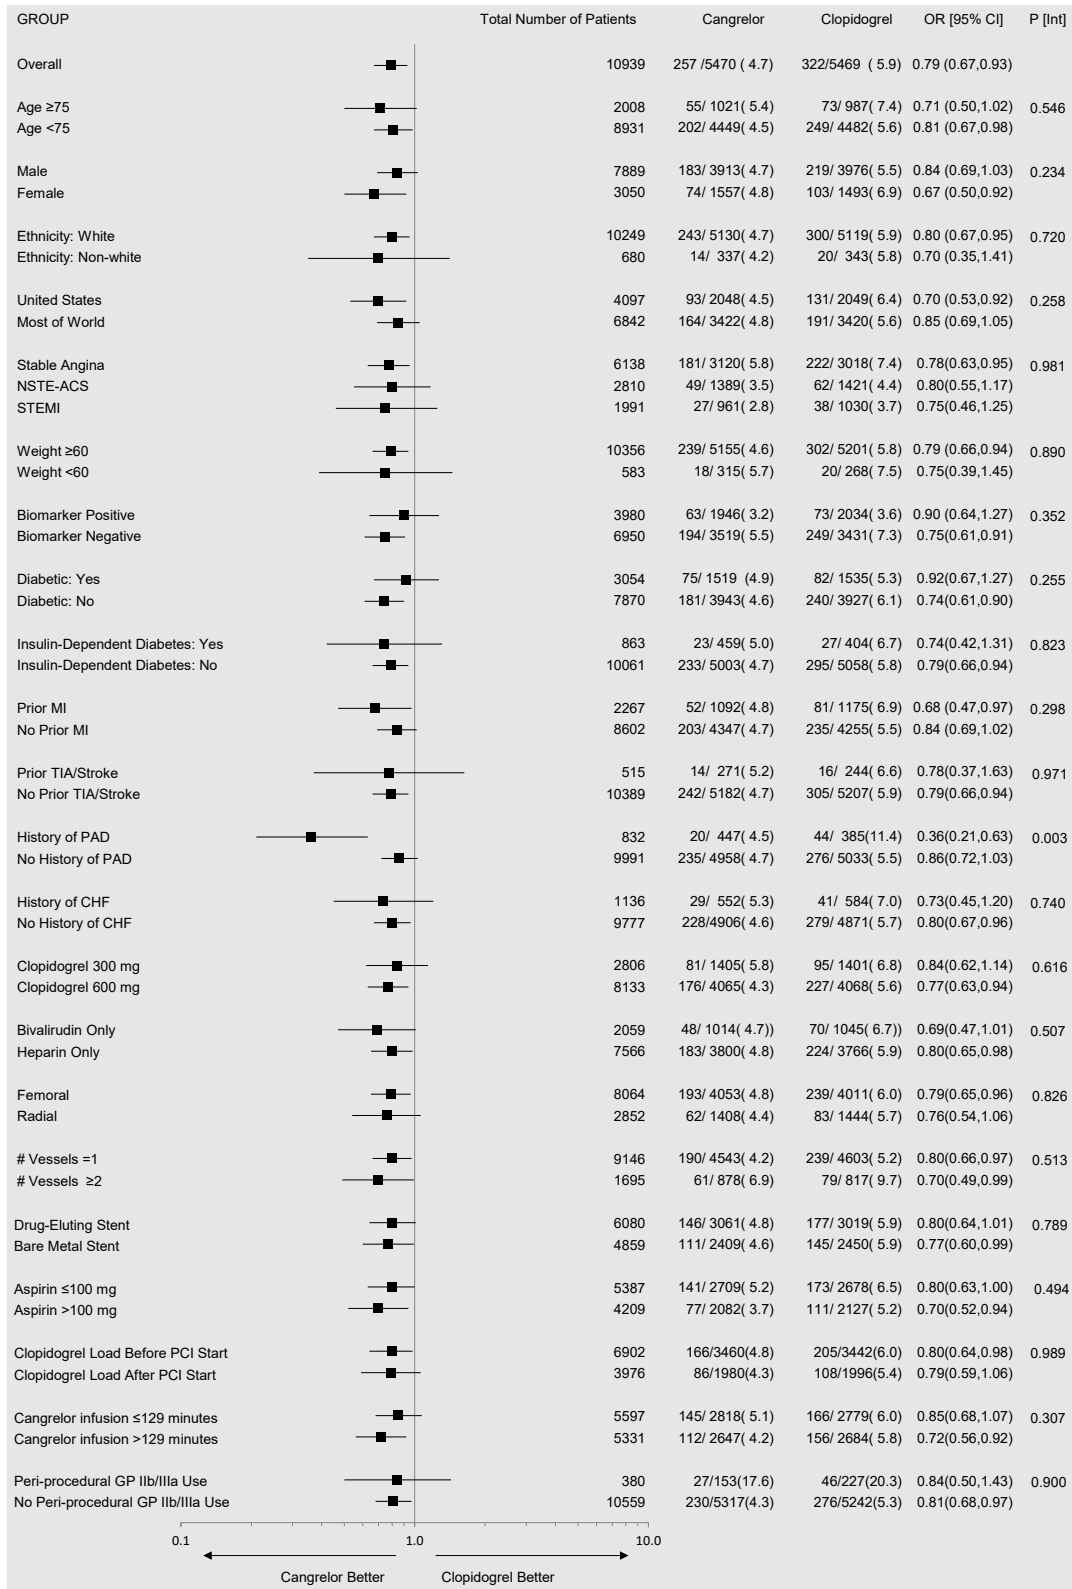 GROUP Total Number of Patients Cangrelor Clopidogrel OR [95% CI] P [Int]
Overall 10939 257 /5470 ( 4.7) 322/5469 ( 5.9) 0.79 (0.67,0.93)
Age ≥75 2008 55/ 1021( 5.4) 73/ 987( 7.4) 0.71 (0.50,1.02) 0.546
Age <75 8931 202/ 4449( 4.5) 249/ 4482( 5.6) 0.81 (0.67,0.98)
Male 7889 183/ 3913( 4.7) 219/ 3976( 5.5) 0.84 (0.69,1.03) 0.234
Female 3050 74/ 1557( 4.8) 103/ 1493( 6.9) 0.67 (0.50,0.92)
Ethnicity: White 10249 243/ 5130( 4.7) 300/ 5119( 5.9) 0.80 (0.67,0.95) 0.720
Ethnicity: Non-white 680 14/ 337( 4.2) 20/ 343( 5.8) 0.70 (0.35,1.41)
United States 4097 93/ 2048( 4.5) 131/ 2049( 6.4) 0.70 (0.53,0.92) 0.258
Most of World 6842 164/ 3422( 4.8) 191/ 3420( 5.6) 0.85 (0.69,1.05)
Stable Angina 6138 181/ 3120( 5.8) 222/ 3018( 7.4) 0.78(0.63,0.95) 0.981
NSTE-ACS 2810 49/ 1389( 3.5) 62/ 1421( 4.4) 0.80(0.55,1.17)
STEMI 1991 27/ 961( 2.8) 38/ 1030( 3.7) 0.75(0.46,1.25)
Weight ≥60 10356 239/ 5155( 4.6) 302/ 5201( 5.8) 0.79 (0.66,0.94) 0.890
Weight <60 583 18/ 315( 5.7) 20/ 268( 7.5) 0.75(0.39,1.45)
Biomarker Positive 3980 63/ 1946( 3.2) 73/ 2034( 3.6) 0.90 (0.64,1.27) 0.352
Biomarker Negative 6950 194/ 3519( 5.5) 249/ 3431( 7.3) 0.75(0.61,0.91)
Diabetic: Yes 3054 75/ 1519 (4.9) 82/ 1535( 5.3) 0.92(0.67,1.27) 0.255
Diabetic: No 7870 181/ 3943( 4.6) 240/ 3927( 6.1) 0.74(0.61,0.90)
Insulin-Dependent Diabetes: Yes 863 23/ 459( 5.0) 27/ 404( 6.7) 0.74(0.42,1.31) 0.823
Insulin-Dependent Diabetes: No 10061 233/ 5003( 4.7) 295/ 5058( 5.8) 0.79(0.66,0.94)
Prior MI 2267 52/ 1092( 4.8) 81/ 1175( 6.9) 0.68 (0.47,0.97) 0.298
No Prior MI 8602 203/ 4347( 4.7) 235/ 4255( 5.5) 0.84 (0.69,1.02)
Prior TIA/Stroke 515 14/ 271( 5.2) 16/ 244( 6.6) 0.78(0.37,1.63) 0.971
No Prior TIA/Stroke 10389 242/ 5182( 4.7) 305/ 5207( 5.9) 0.79(0.66,0.94)
History of PAD 832 20/ 447( 4.5) 44/ 385(11.4) 0.36(0.21,0.63) 0.003
No History of PAD 9991 235/ 4958( 4.7) 276/ 5033( 5.5) 0.86(0.72,1.03)
History of CHF 1136 29/ 552( 5.3) 41/ 584( 7.0) 0.73(0.45,1.20) 0.740
No History of CHF 9777 228/4906( 4.6) 279/ 4871( 5.7) 0.80(0.67,0.96)
Clopidogrel 300 mg 2806 81/ 1405( 5.8) 95/ 1401( 6.8) 0.84(0.62,1.14) 0.616
Clopidogrel 600 mg 8133 176/ 4065( 4.3) 227/ 4068( 5.6) 0.77(0.63,0.94)
Bivalirudin Only 2059 48/ 1014( 4.7)) 70/ 1045( 6.7)) 0.69(0.47,1.01) 0.507
Heparin Only 7566 183/ 3800( 4.8) 224/ 3766( 5.9) 0.80(0.65,0.98)
Femoral 8064 193/ 4053( 4.8) 239/ 4011( 6.0) 0.79(0.65,0.96) 0.826
Radial 2852 62/ 1408( 4.4) 83/ 1444( 5.7) 0.76(0.54,1.06)
# Vessels =1 9146 190/ 4543( 4.2) 239/ 4603( 5.2) 0.80(0.66,0.97) 0.513
# Vessels ≥2 1695 61/ 878( 6.9) 79/ 817( 9.7) 0.70(0.49,0.99)
Drug-Eluting Stent 6080 146/ 3061( 4.8) 177/ 3019( 5.9) 0.80(0.64,1.01) 0.789
Bare Metal Stent 4859 111/ 2409( 4.6) 145/ 2450( 5.9) 0.77(0.60,0.99)
Aspirin ≤100 mg 5387 141/ 2709( 5.2) 173/ 2678( 6.5) 0.80(0.63,1.00) 0.494
Aspirin >100 mg 4209 77/ 2082( 3.7) 111/ 2127( 5.2) 0.70(0.52,0.94)
Clopidogrel Load Before PCI Start 6902 166/3460(4.8) 205/3442(6.0) 0.80(0.64,0.98) 0.989
Clopidogrel Load After PCI Start 3976 86/1980(4.3) 108/1996(5.4) 0.79(0.59,1.06)
Cangrelor infusion ≤129 minutes 5597 145/ 2818( 5.1) 166/ 2779( 6.0) 0.85(0.68,1.07) 0.307
Cangrelor infusion >129 minutes 5331 112/ 2647( 4.2) 156/ 2684( 5.8) 0.72(0.56,0.92)
Peri-procedural GP IIb/IIIa Use 380 27/153(17.6) 46/227(20.3) 0.84(0.50,1.43) 0.900
No Peri-procedural GP IIb/IIIa Use 10559 230/5317(4.3) 276/5242(5.3) 0.81(0.68,0.97)
0.1 1.0 10.0
Cangrelor Better Clopidogrel Better